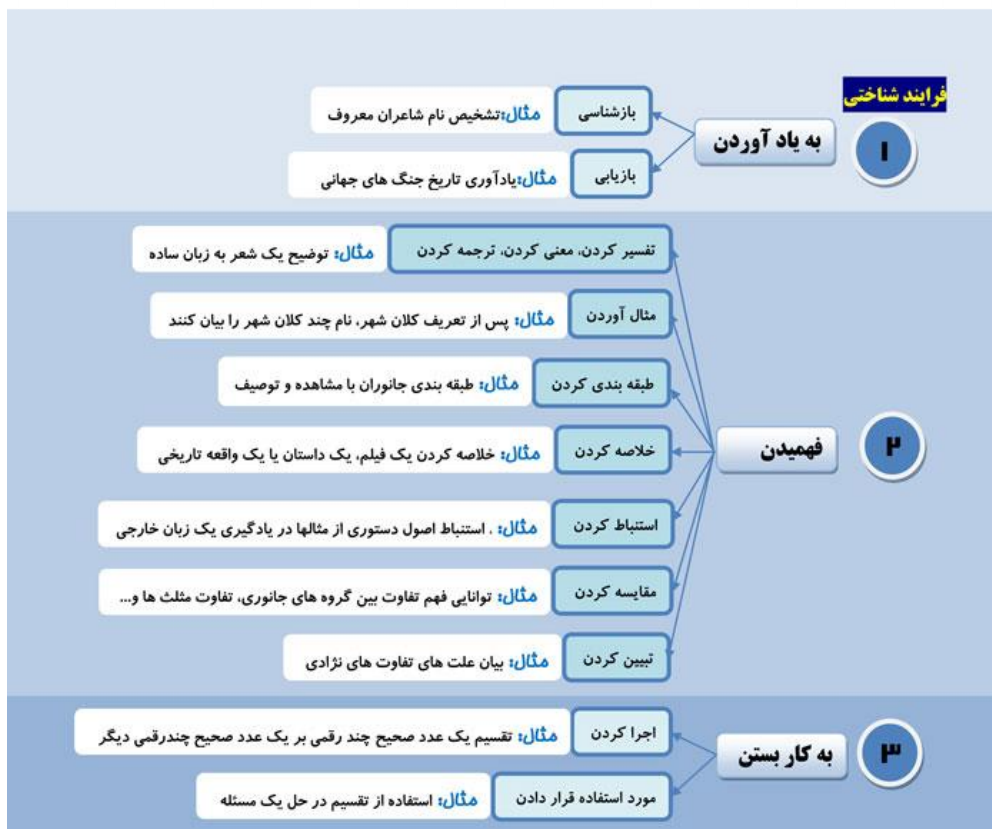 فرایند شناختی
۱
به یاد آوردن
بازشناسی
مثال:تشخیص نام شاعران معروف
بازیابی
مثال:یادآوری تاریخ جنگ های جهانی
۲
فهمیدن
تفسیر کردن، معنی کردن، ترجمه کردن
مثال: توضیح یک شعر به زبان ساده
مثال آوردن
مثال: پس از تعریف کلان شهر، نام چند کلان شهر را بیان کنند
طبقه بندی کردن
مثال: طبقه بندی جانوران با مشاهده و توصیف
خلاصه کردن
مثال: خلاصه کردن یک فیلم، یک داستان یا یک واقعه تاریخی
استنباط کردن
مثال: . استنباط اصول دستوری از مثالها در یادگیری یک زبان خارجی
مقایسه کردن
مثال: توانایی فهم تفاوت بین گروه های جانوری، تفاوت مثلث ها و...
تبیین کردن
مثال: بیان علت های تفاوت های نژادی
۳
به کار بستن
اجرا کردن
مثال: تقسیم یک عدد صحیح چند رقمی بر یک عدد صحیح چندرقمی دیگر
مورد استفاده قرار دادن
مثال: استفاده از تقسیم در حل یک مسئله